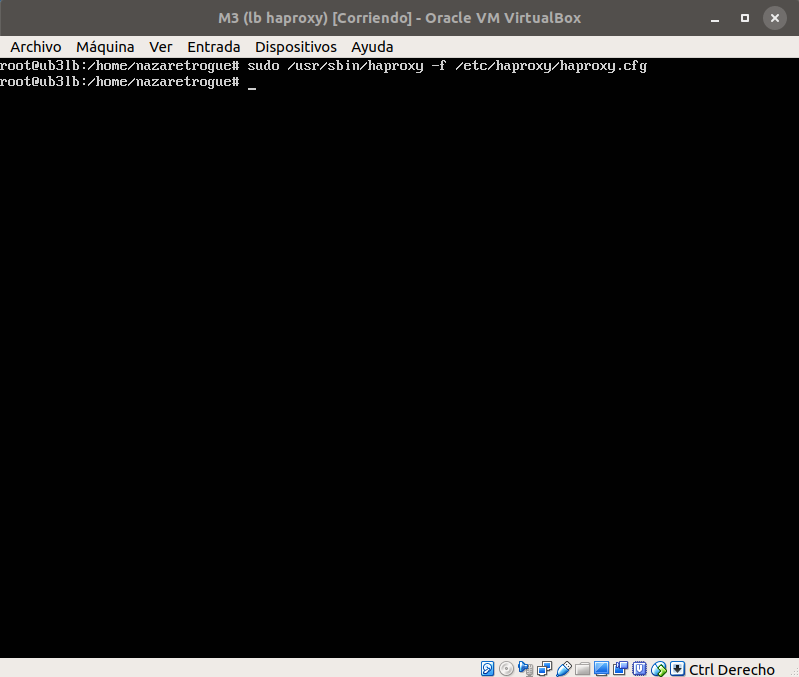 M3 (lb haproxy) [Corriendo] - Oracle VM VirtualBox
Archivo Máquina Ver Entrada Dispositivos Ayuda
root@ub3lb:/home/nazaretrogue# sudo /usr/sbin/haproxy -f /etc/haproxy/haproxy.cfg
root@ub3lb:/home/nazaretrogue# _
Ctrl Derecho